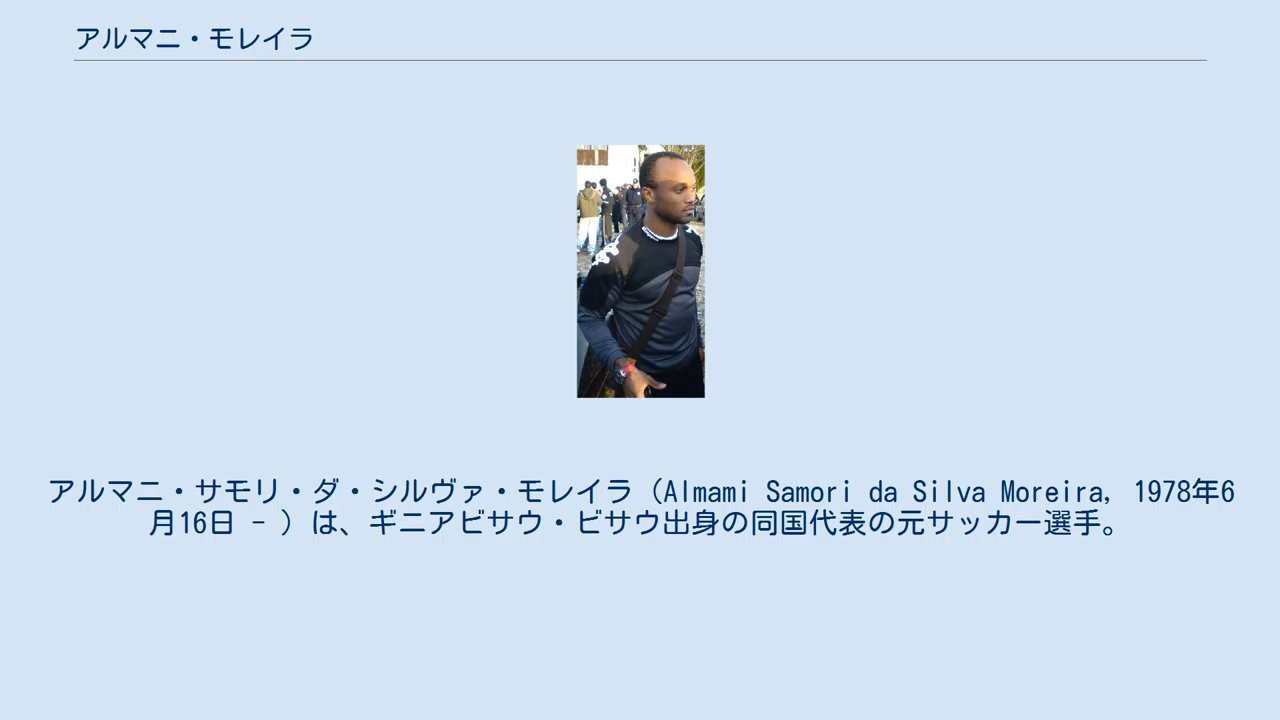 アルマニ・モレイラ
アルマニ・サモリ・ダ・シルヴァ・モレイラ（Almami Samori da Silva Moreira, 1978年6
月16日 - ）は、ギニアビサウ・ビサウ出身の同国代表の元サッカー選手。